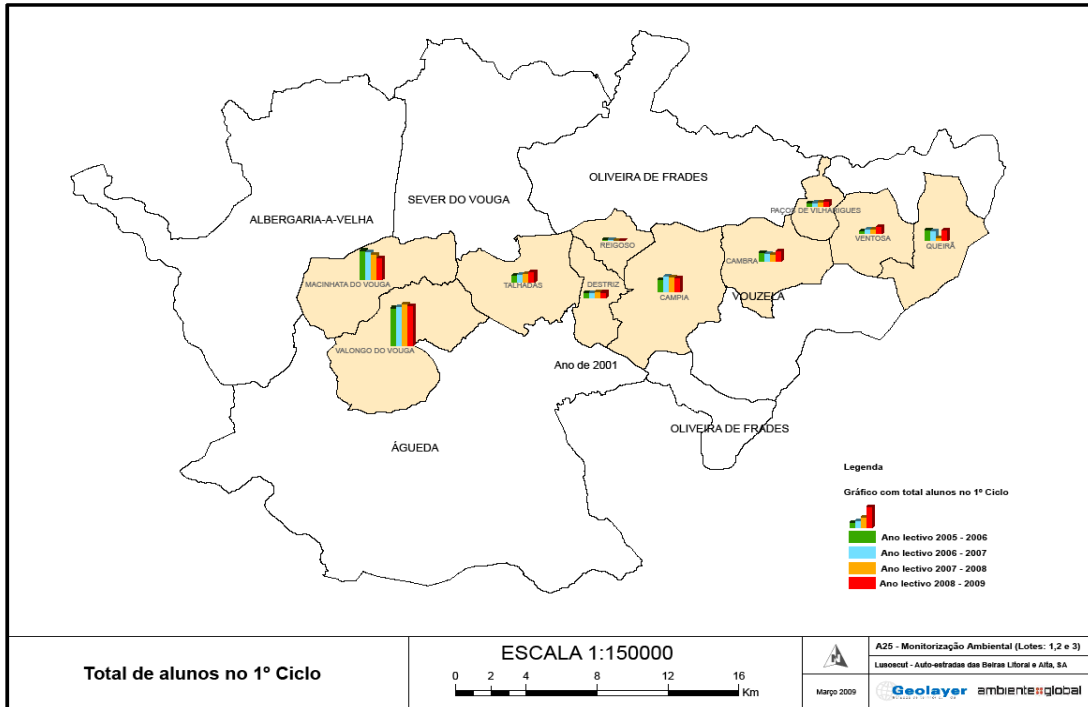 OLIVEIRA DE FRADES
SEVER DO VOUGA
ALBERGARIA-A-VELHA
PAÇOS DE VILHARIGUES
VENTOSA
QUEIRÃ
REIGOSO
CAMBRA
MACINHATA DO VOUGA
TALHADAS
DESTRIZ
CAMPIA
VOUZELA
VALONGO DO VOUGA
Ano de 2001
OLIVEIRA DE FRADES
ÁGUEDA
Legenda
Gráfico com total alunos no 1º Ciclo
Ano lectivo 2005 - 2006
Ano lectivo 2006 - 2007
Ano lectivo 2007 - 2008
Ano lectivo 2008 - 2009
Total de alunos no 1º Ciclo
ESCALA 1:150000
0 2 4 8 12 16
Km
Março 2009
A25 - Monitorização Ambiental (Lotes: 1,2 e 3)
Lusoscut - Auto-estradas das Beiras Litoral e Alta, SA
Geolayer
ambiente::global